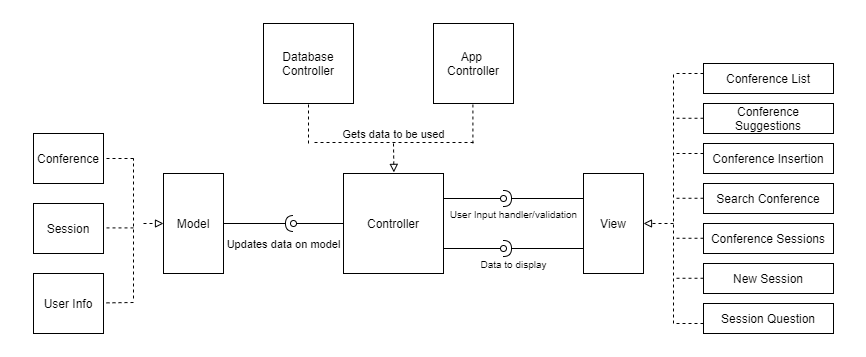 Database
Controller
App
Controller
Gets data to be used
Conference
Session
User Info
Model
Updates data on model
Controller
User Input handler/validation
Data to display
View
Conference List
Conference
Suggestions
Conference Insertion
Search Conference
Conference Sessions
New Session
Session Question